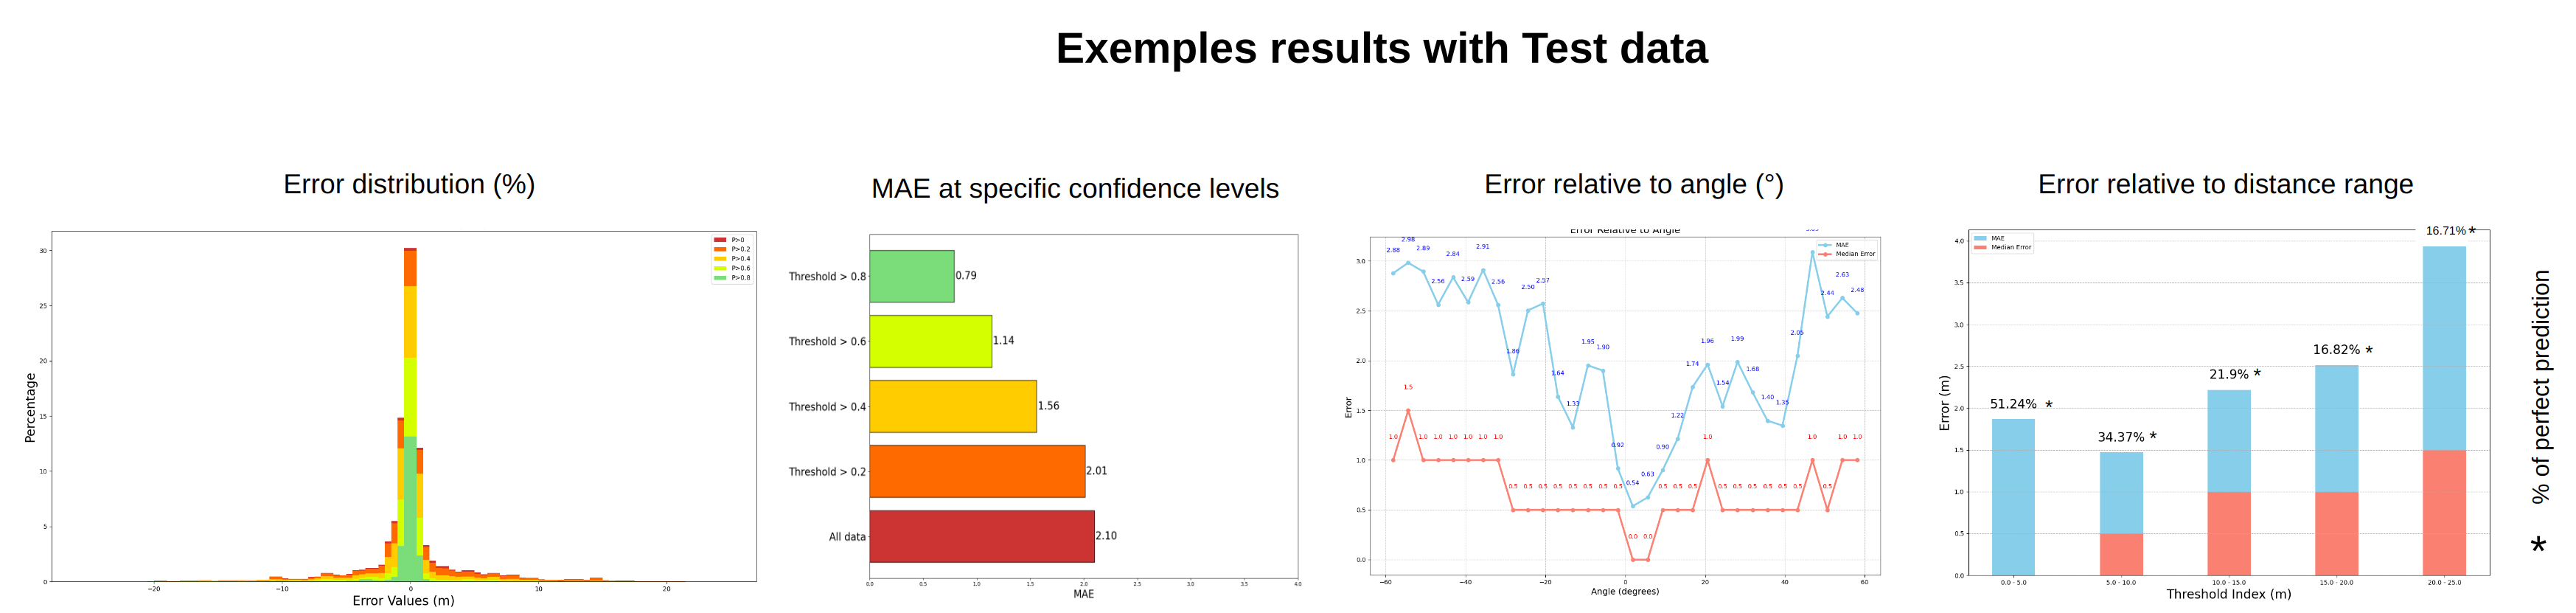 Exemples results with Test data
Error distribution (%)
30
25
20
15
10
5
0
Percentage
−20
−10
0
10
20
Error Values (m)
P>0
P>0.2
P>0.4
P>0.6
P>0.8
MAE at specific confidence levels
Threshold > 0.8
0.79
Threshold > 0.6
1.14
Threshold > 0.4
1.56
Threshold > 0.2
2.01
All data
2.10
0.0 0.5 1.0 1.5 2.0 2.5 3.0 3.5 4.0
MAE
Error relative to angle (°)
Error Relative to Angle
MAE
Median Error
3.0
2.5
2.0
1.5
1.0
0.5
0.0
Error
2.88 2.98 2.89 2.56 2.84 2.59 2.91 2.56 1.86 2.50 2.57 1.64 1.33 1.95 1.90 0.92 0.54 0.63 0.90 1.22 1.74 1.96 1.54 1.99 1.68 1.40 1.35 2.05 2.44 2.63 2.48
1.0 1.5 1.0 1.0 1.0 1.0 1.0 1.0 0.5 0.5 0.5 0.5 0.5 0.5 0.5 0.5 0.0 0.0 0.5 0.5 0.5 1.0 0.5 0.5 0.5 0.5 0.5 0.5 1.0 0.5 1.0 1.0
−60 −40 −20 0 20 40 60
Angle (degrees)
Error relative to distance range
MAE
Median Error
4.0
3.5
3.0
2.5
2.0
1.5
1.0
0.5
0.0
Error (m)
51.24% *
34.37% *
21.9% *
16.82% *
16.71% *
0.0 - 5.0
5.0 - 10.0
10.0 - 15.0
15.0 - 20.0
20.0 - 25.0
Threshold Index (m)
* % of perfect prediction